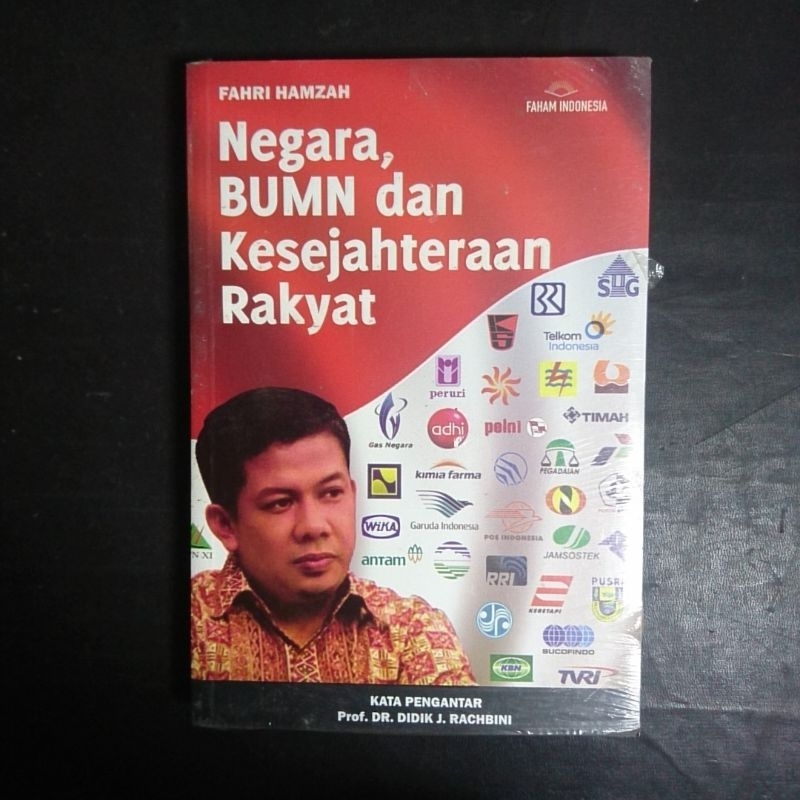 FAHRI HAMZAH
FAHAM INDONESIA
Negara,
BUMN dan
Kesejahteraan
Rakyat
SIG
BRI
Telkom
Indonesia
peruri
Gas Negara
adhi
pelni
TIMAH
kimia farma
PEGADAIAN
WIKA
Garuda Indonesia
POS INDONESIA
antam
JAMSOSTEK
RRI
KERETAPI
PUSRI
SUCOFINDO
KBN
TVRI
N XI
KATA PENGANTAR
Prof. DR. DIDIK J. RACHBINI